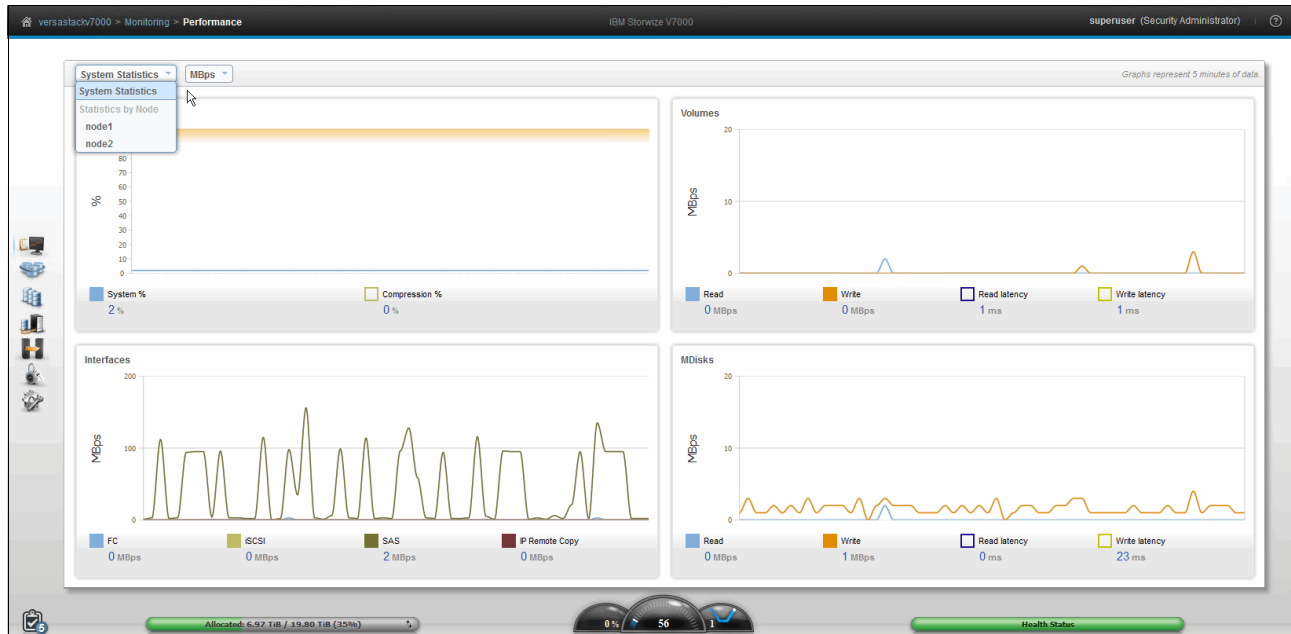 versastackv7000 > Monitoring > Performance
IBM Storwize V7000
superuser (Security Administrator)
?
System Statistics
MBps
Graphs represent 5 minutes of data.
System Statistics
Statistics by Node
node1
node2
80
70
60
50
40
30
20
10
0
%
System %
2 %
Compression %
0 %
Volumes
20
10
0
MBps
Read
0 MBps
Write
0 MBps
Read latency
1 ms
Write latency
1 ms
Interfaces
200
100
0
MBps
FC
0 MBps
iSCSI
0 MBps
SAS
2 MBps
IP Remote Copy
0 MBps
MDisks
20
10
0
MBps
Read
0 MBps
Write
1 MBps
Read latency
0 ms
Write latency
23 ms
5
Allocated: 6.97 TiB / 19.80 TiB (35%)
0%
56
1
Health Status